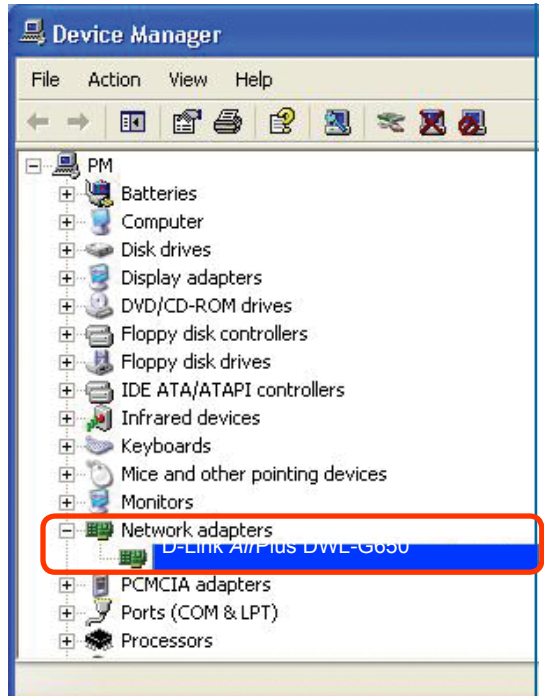 Device Manager
File Action View Help
PM
Batteries
Computer
Disk drives
Display adapters
DVD/CD-ROM drives
Floppy disk controllers
Floppy disk drives
IDE ATA/ATAPI controllers
Infrared devices
Keyboards
Mice and other pointing devices
Monitors
Network adapters
D-Link AirPlus DWL-G650
PCMCIA adapters
Ports (COM & LPT)
Processors